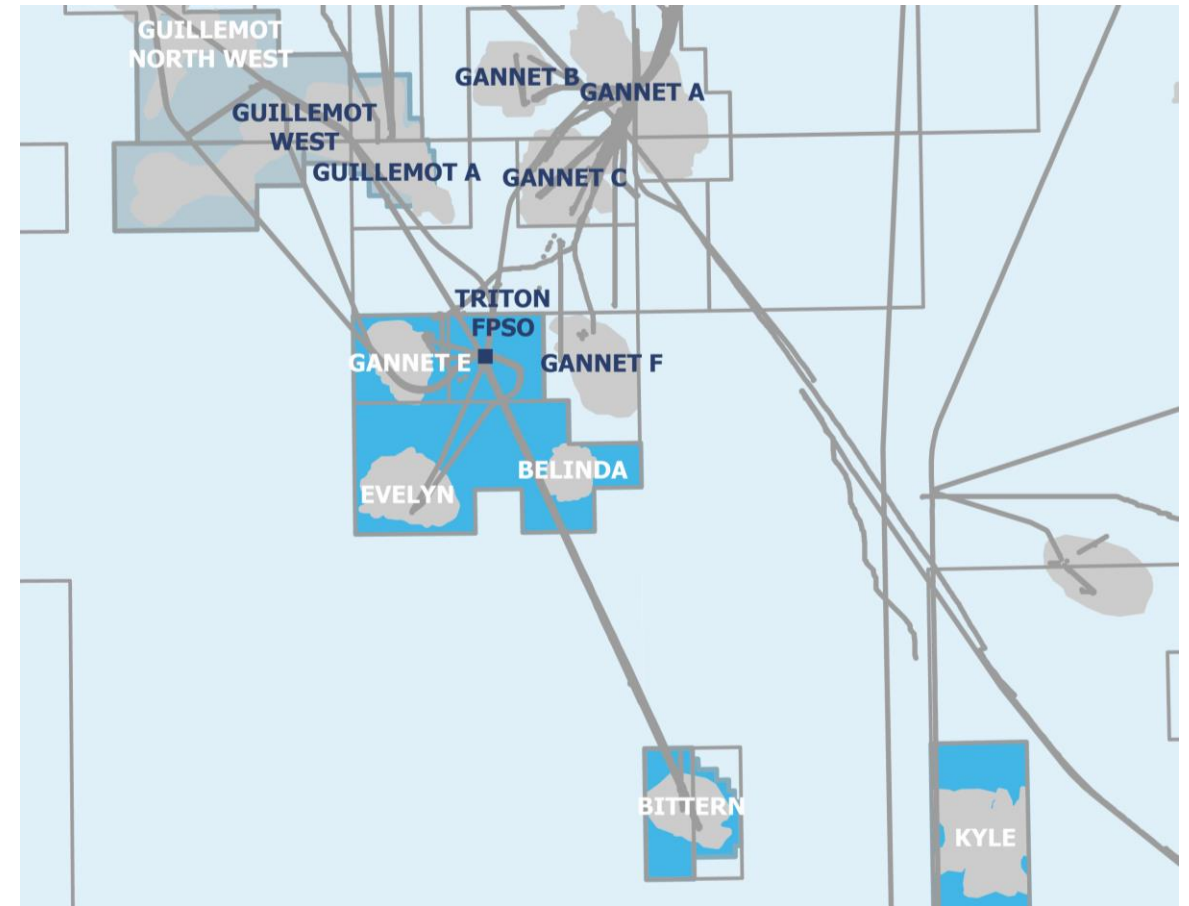 GUILLEMOT
NORTH WEST
GANNET B
GANNET A
GUILLEMOT
WEST
GUILLEMOT A
GANNET C
TRITON
FPSO
GANNET E
GANNET F
BELINDA
EVELYN
BITTERN
KYLE